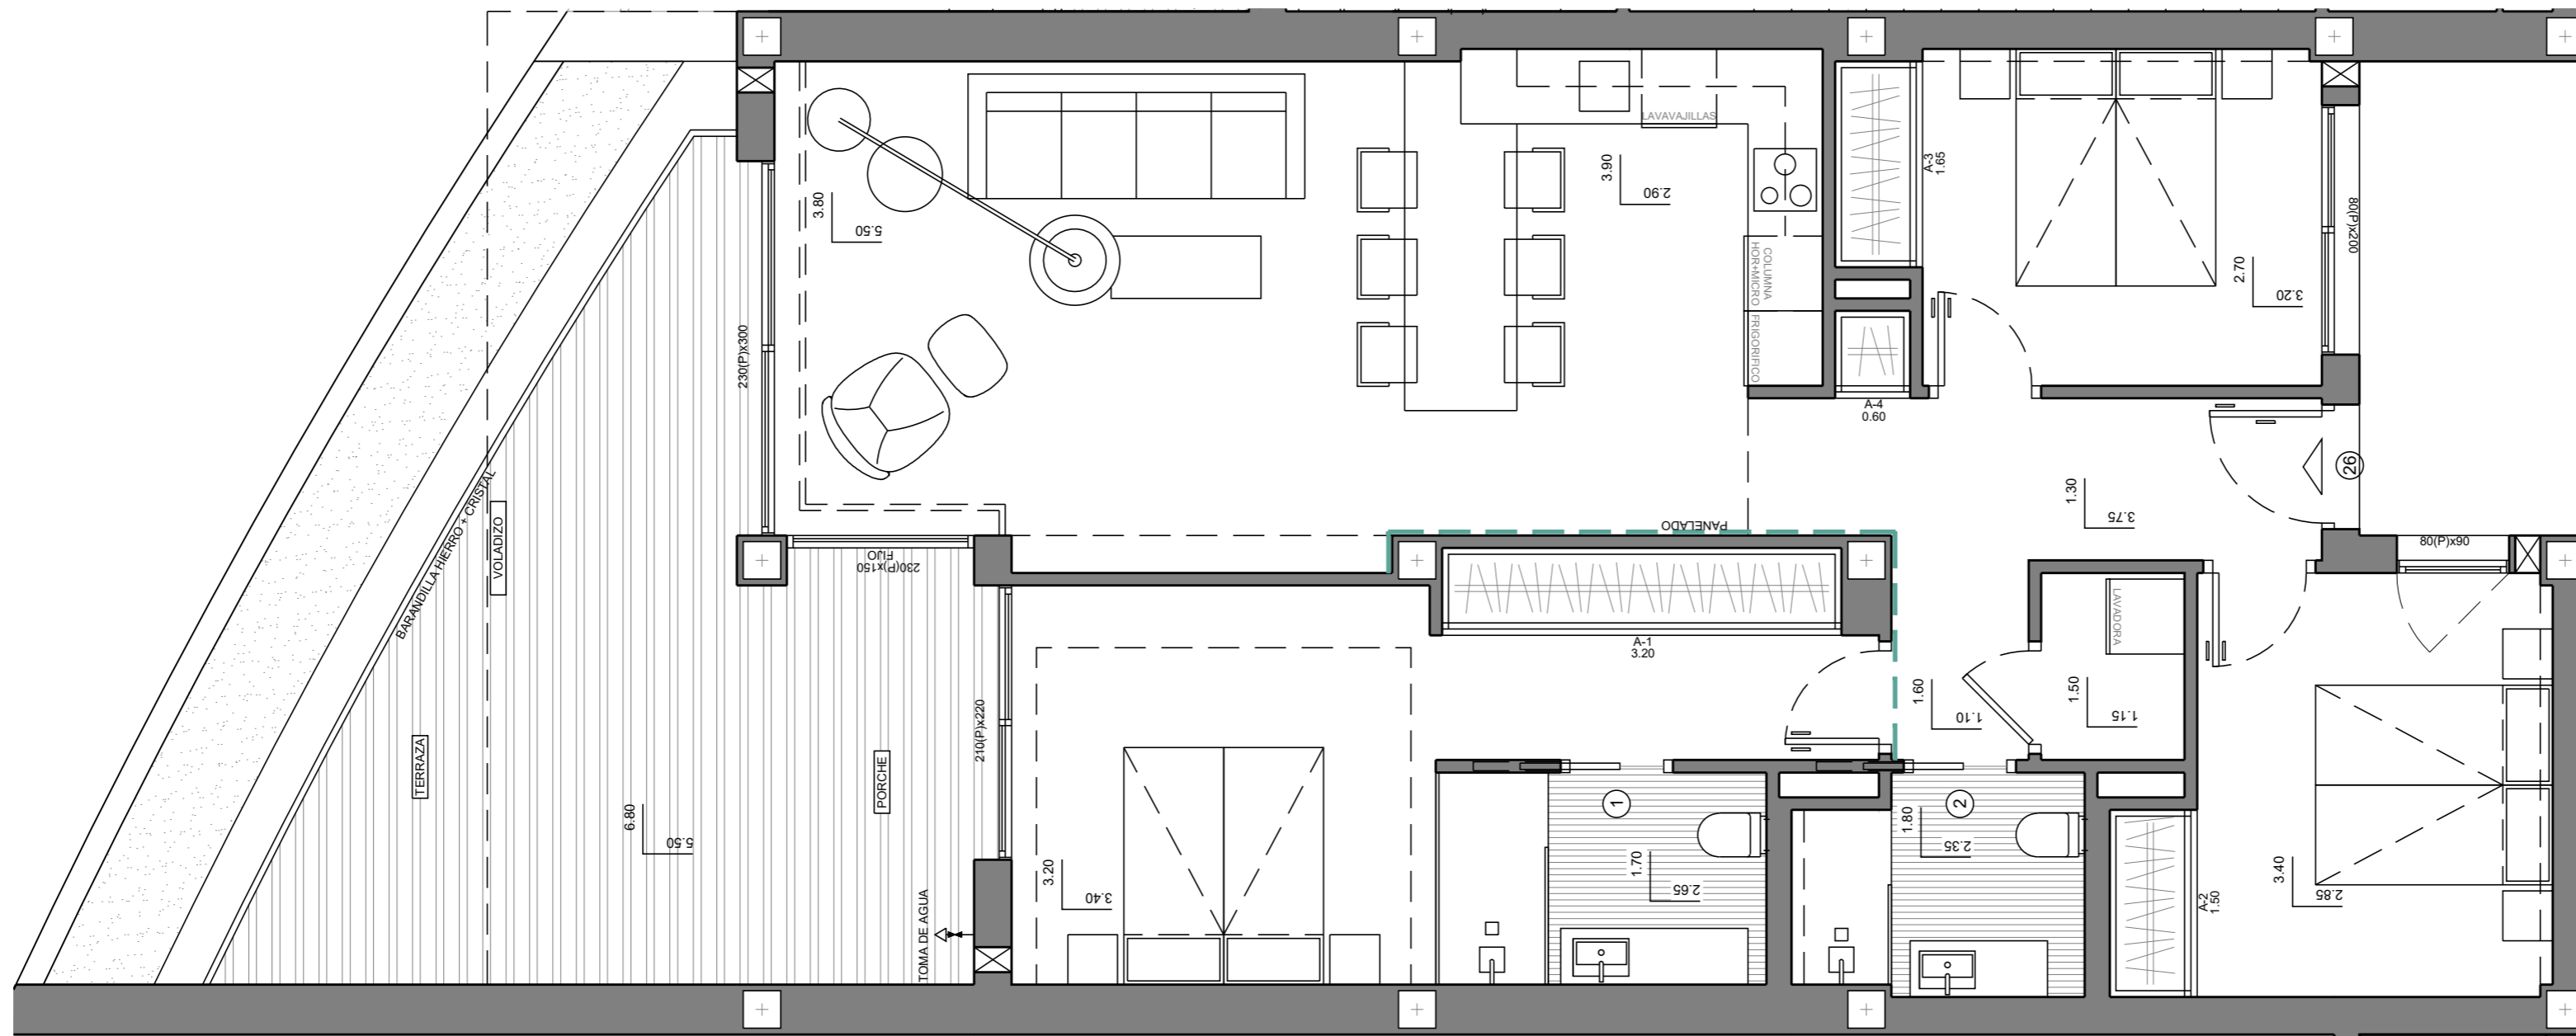 LAVAVAJILLAS
3.90
2.90
3.80
5.50
COLUMNA
HOR+MICRO
FRIGORIFICO
A-3
1.65
80(P)x200
2.70
3.20
230(P)x300
A-4
0.60
26
1.30
3.75
BARANDILLA HIERRO + CRISTAL
VOLADIZO
PANELADO
FIJO
230(P)x150
80(P)x90
LAVADORA
A-1
3.20
1.60
1.10
1.50
1.15
210(P)x220
TERRAZA
PORCHE
6.80
5.50
TOMA DE AGUA
3.20
3.40
1
1.70
2.65
2
1.80
2.35
A-2
1.50
3.40
2.85